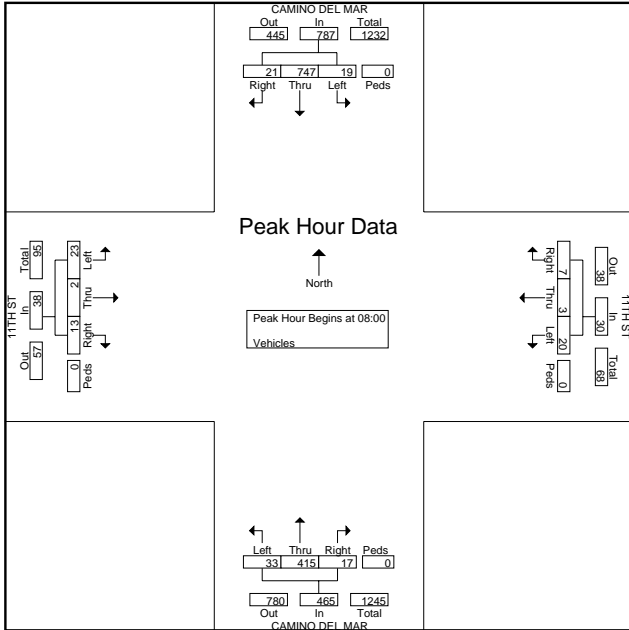 CAMINO DEL MAR
Out In Total
445 787 1232
21 747 19 0
Right Thru Left Peds
Peak Hour Data
North
Peak Hour Begins at 08:00
Vehicles
11TH ST
Total In Out
95 38 57
23 2 13 0
Left Thru Right Peds
Right Thru Left Peds
7 3 20 0
Out In Total
38 30 68
11TH ST
Left Thru Right Peds
33 415 17 0
780 465 1245
Out In Total
CAMINO DEL MAR